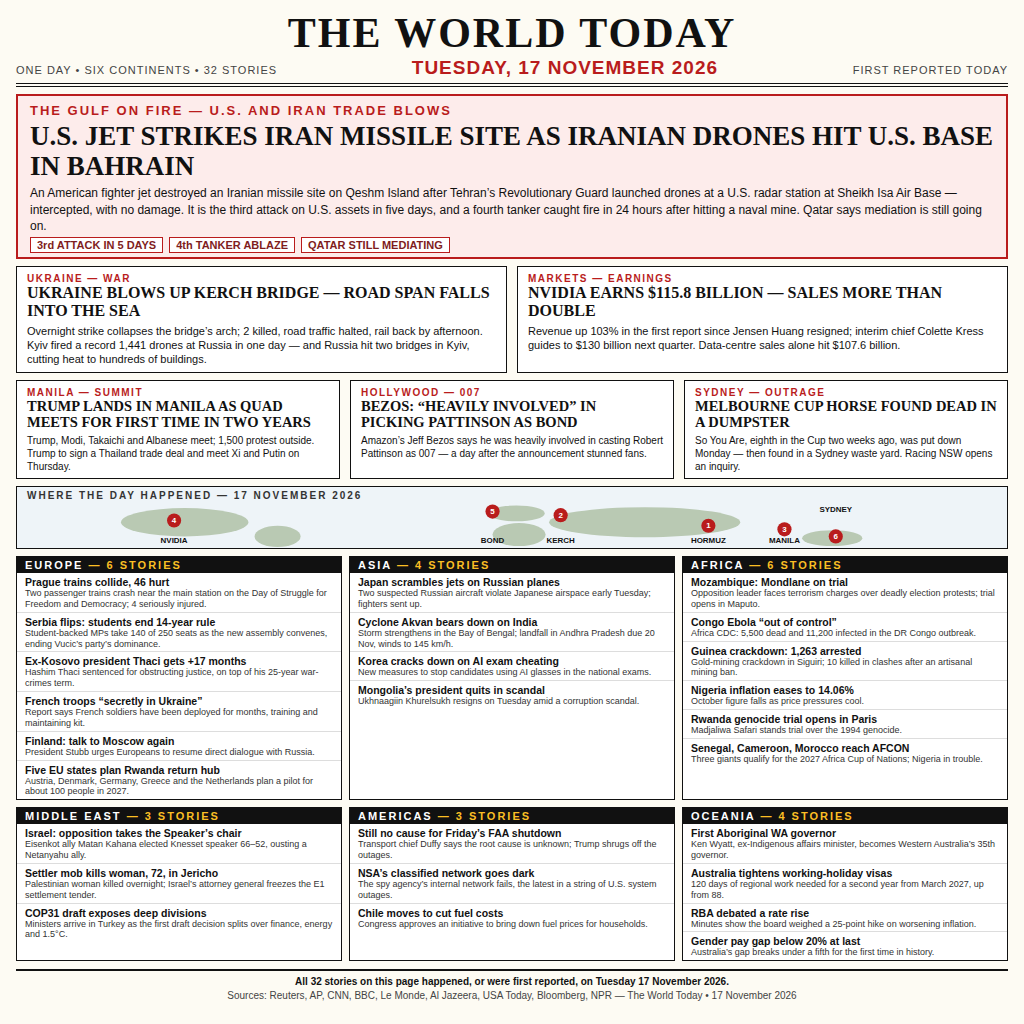 THE WORLD TODAY
ONE DAY • SIX CONTINENTS • 32 STORIES
TUESDAY, 17 NOVEMBER 2026
FIRST REPORTED TODAY
THE GULF ON FIRE — U.S. AND IRAN TRADE BLOWS
U.S. JET STRIKES IRAN MISSILE SITE AS IRANIAN DRONES HIT U.S. BASE
IN BAHRAIN
An American fighter jet destroyed an Iranian missile site on Qeshm Island after Tehran’s Revolutionary Guard launched drones at a U.S. radar station at Sheikh Isa Air Base —
intercepted, with no damage. It is the third attack on U.S. assets in five days, and a fourth tanker caught fire in 24 hours after hitting a naval mine. Qatar says mediation is still going
on.
3rd ATTACK IN 5 DAYS
4th TANKER ABLAZE
QATAR STILL MEDIATING
UKRAINE — WAR
UKRAINE BLOWS UP KERCH BRIDGE — ROAD SPAN FALLS
INTO THE SEA
Overnight strike collapses the bridge’s arch; 2 killed, road traffic halted, rail back by afternoon.
Kyiv fired a record 1,441 drones at Russia in one day — and Russia hit two bridges in Kyiv,
cutting heat to hundreds of buildings.
MARKETS — EARNINGS
NVIDIA EARNS $115.8 BILLION — SALES MORE THAN
DOUBLE
Revenue up 103% in the first report since Jensen Huang resigned; interim chief Colette Kress
guides to $130 billion next quarter. Data-centre sales alone hit $107.6 billion.
MANILA — SUMMIT
TRUMP LANDS IN MANILA AS QUAD
MEETS FOR FIRST TIME IN TWO YEARS
Trump, Modi, Takaichi and Albanese meet; 1,500 protest outside.
Trump to sign a Thailand trade deal and meet Xi and Putin on
Thursday.
HOLLYWOOD — 007
BEZOS: “HEAVILY INVOLVED” IN
PICKING PATTINSON AS BOND
Amazon’s Jeff Bezos says he was heavily involved in casting Robert
Pattinson as 007 — a day after the announcement stunned fans.
SYDNEY — OUTRAGE
MELBOURNE CUP HORSE FOUND DEAD IN
A DUMPSTER
So You Are, eighth in the Cup two weeks ago, was put down
Monday — then found in a Sydney waste yard. Racing NSW opens
an inquiry.
WHERE THE DAY HAPPENED — 17 NOVEMBER 2026
4
NVIDIA
5
BOND
2
KERCH
1
HORMUZ
3
MANILA
SYDNEY
6
EUROPE — 6 STORIES
Prague trains collide, 46 hurt
Two passenger trains crash near the main station on the Day of Struggle for
Freedom and Democracy; 4 seriously injured.
Serbia flips: students end 14-year rule
Student-backed MPs take 140 of 250 seats as the new assembly convenes,
ending Vucic’s party’s dominance.
Ex-Kosovo president Thaci gets +17 months
Hashim Thaci sentenced for obstructing justice, on top of his 25-year war-
crimes term.
French troops “secretly in Ukraine”
Report says French soldiers have been deployed for months, training and
maintaining kit.
Finland: talk to Moscow again
President Stubb urges Europeans to resume direct dialogue with Russia.
Five EU states plan Rwanda return hub
Austria, Denmark, Germany, Greece and the Netherlands plan a pilot for
about 100 people in 2027.
ASIA — 4 STORIES
Japan scrambles jets on Russian planes
Two suspected Russian aircraft violate Japanese airspace early Tuesday;
fighters sent up.
Cyclone Akvan bears down on India
Storm strengthens in the Bay of Bengal; landfall in Andhra Pradesh due 20
Nov, winds to 145 km/h.
Korea cracks down on AI exam cheating
New measures to stop candidates using AI glasses in the national exams.
Mongolia’s president quits in scandal
Ukhnaagiin Khurelsukh resigns on Tuesday amid a corruption scandal.
AFRICA — 6 STORIES
Mozambique: Mondlane on trial
Opposition leader faces terrorism charges over deadly election protests; trial
opens in Maputo.
Congo Ebola “out of control”
Africa CDC: 5,500 dead and 11,200 infected in the DR Congo outbreak.
Guinea crackdown: 1,263 arrested
Gold-mining crackdown in Siguiri; 10 killed in clashes after an artisanal
mining ban.
Nigeria inflation eases to 14.06%
October figure falls as price pressures cool.
Rwanda genocide trial opens in Paris
Madjaliwa Safari stands trial over the 1994 genocide.
Senegal, Cameroon, Morocco reach AFCON
Three giants qualify for the 2027 Africa Cup of Nations; Nigeria in trouble.
MIDDLE EAST — 3 STORIES
Israel: opposition takes the Speaker’s chair
Eisenkot ally Matan Kahana elected Knesset speaker 66–52, ousting a
Netanyahu ally.
Settler mob kills woman, 72, in Jericho
Palestinian woman killed overnight; Israel’s attorney general freezes the E1
settlement tender.
COP31 draft exposes deep divisions
Ministers arrive in Turkey as the first draft decision splits over finance, energy
and 1.5°C.
AMERICAS — 3 STORIES
Still no cause for Friday’s FAA shutdown
Transport chief Duffy says the root cause is unknown; Trump shrugs off the
outages.
NSA’s classified network goes dark
The spy agency’s internal network fails, the latest in a string of U.S. system
outages.
Chile moves to cut fuel costs
Congress approves an initiative to bring down fuel prices for households.
OCEANIA — 4 STORIES
First Aboriginal WA governor
Ken Wyatt, ex-Indigenous affairs minister, becomes Western Australia’s 35th
governor.
Australia tightens working-holiday visas
120 days of regional work needed for a second year from March 2027, up
from 88.
RBA debated a rate rise
Minutes show the board weighed a 25-point hike on worsening inflation.
Gender pay gap below 20% at last
Australia’s gap breaks under a fifth for the first time in history.
All 32 stories on this page happened, or were first reported, on Tuesday 17 November 2026.
Sources: Reuters, AP, CNN, BBC, Le Monde, Al Jazeera, USA Today, Bloomberg, NPR — The World Today • 17 November 2026